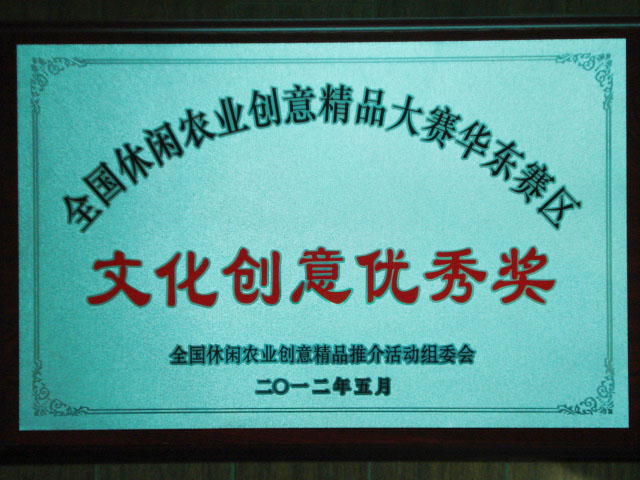 全国休闲农业创意精品大赛华东赛区
文化创意优秀奖
全国休闲农业创意精品推介活动组委会
二〇一二年五月